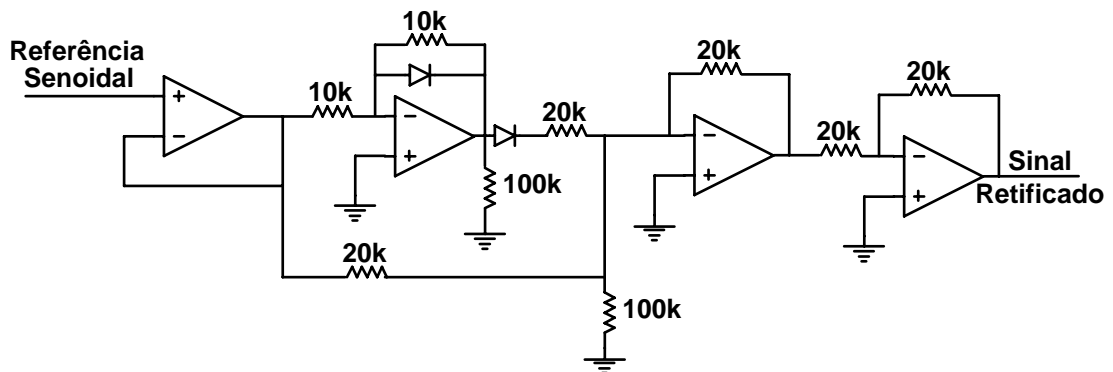 Referência
Senoidal
+
−
10k
10k
−
+
20k
100k
20k
100k
20k
−
+
20k
20k
−
+
Sinal
Retificado